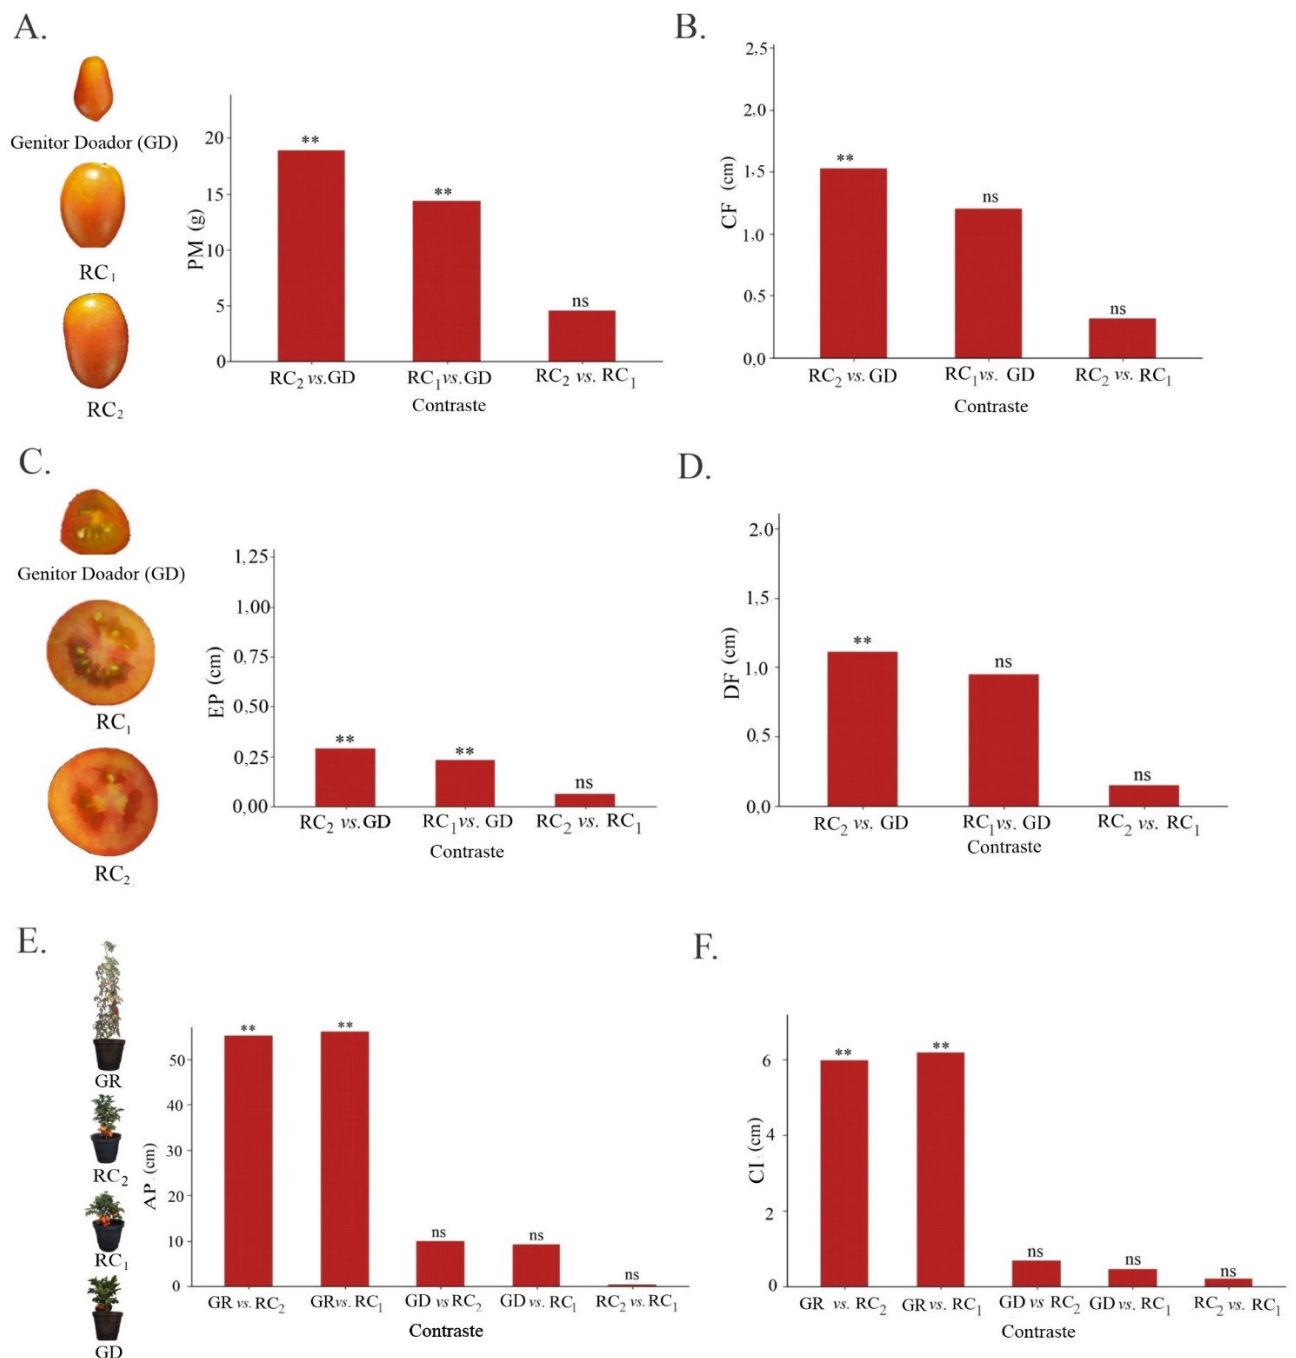 A.
Genitor Doador (GD)
RC₁
RC₂
PM (g)
20
15
10
5
0
**
**
ns
RC₂ vs.GD
RC₁ vs.GD
RC₂ vs. RC₁
Contraste
B.
CF (cm)
2,5
2,0
1.5
1.0
0,5
0,0
**
ns
ns
RC₂ vs. GD
RC₁ vs. GD
RC₂ vs. RC₁
Contraste
C.
Genitor Doador (GD)
RC₁
RC₂
EP (cm)
1,25
1,00
0,75
0,50
0,25
0,00
**
**
ns
RC₂ vs.GD
RC₁ vs. GD
RC₂ vs. RC₁
Contraste
D.
DF (cm)
2.0
1,5
1.0
0,5
0,0
**
ns
ns
RC₂ vs. GD
RC₁ vs. GD
RC₂ vs. RC₁
Contraste
E.
GR
RC₂
RC₁
GD
AP. (cm)
50
40
30
20
10
0
**
**
ns
ns
ns
GR vs. RC₂
GR vs. RC₁
GD vs RC₂
GD vs. RC₁
RC₂ vs. RC₁
Contraste
F.
CI. (cm)
6
4
2
0
**
**
ns
ns
ns
GR vs. RC₂
GR vs. RC₁
GD vs RC₂
GD vs. RC₁
RC₂ vs. RC₁
Contraste